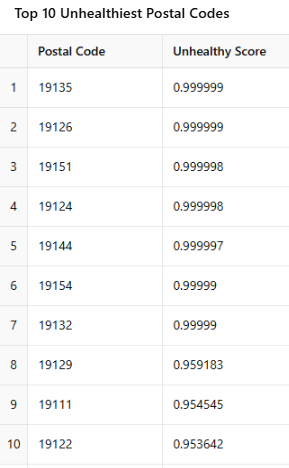 Top 10 Unhealthiest Postal Codes
Postal Code Unhealthy Score
1 19135 0.999999
2 19126 0.999999
3 19151 0.999998
4 19124 0.999998
5 19144 0.999997
6 19154 0.99999
7 19132 0.99999
8 19129 0.959183
9 19111 0.954545
10 19122 0.953642